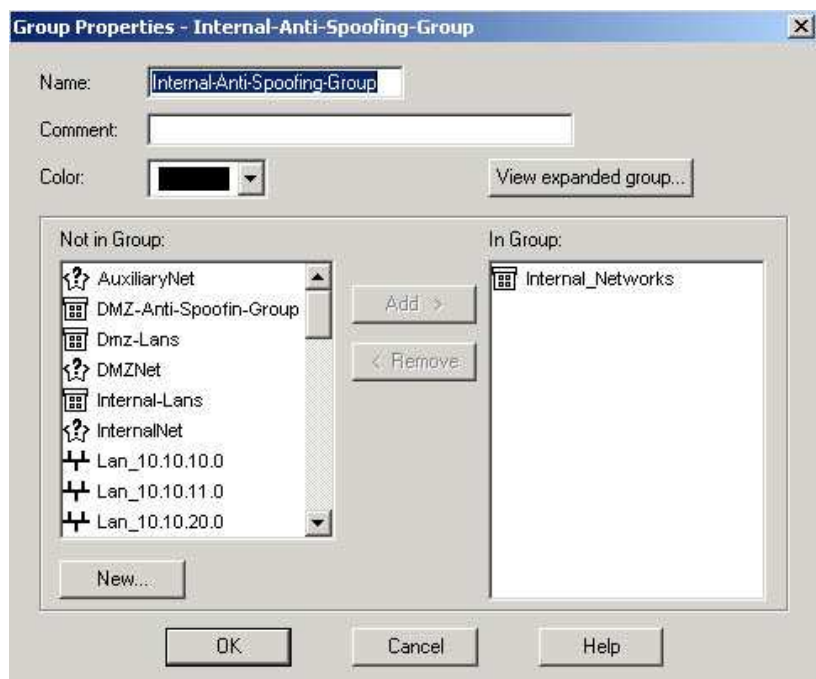 Group Properties - Internal-Anti-Spoofing-Group
Name: Internal-Anti-Spoofing-Group
Comment:
Color:
View expanded group...
Not in Group:
AuxiliaryNet
DMZ-Anti-Spoofin-Group
Dmz-Lans
DMZNet
Internal-Lans
InternalNet
Lan_10.10.10.0
Lan_10.10.11.0
Lan_10.10.20.0
New...
Add >
< Remove
In Group:
Internal_Networks
OK
Cancel
Help